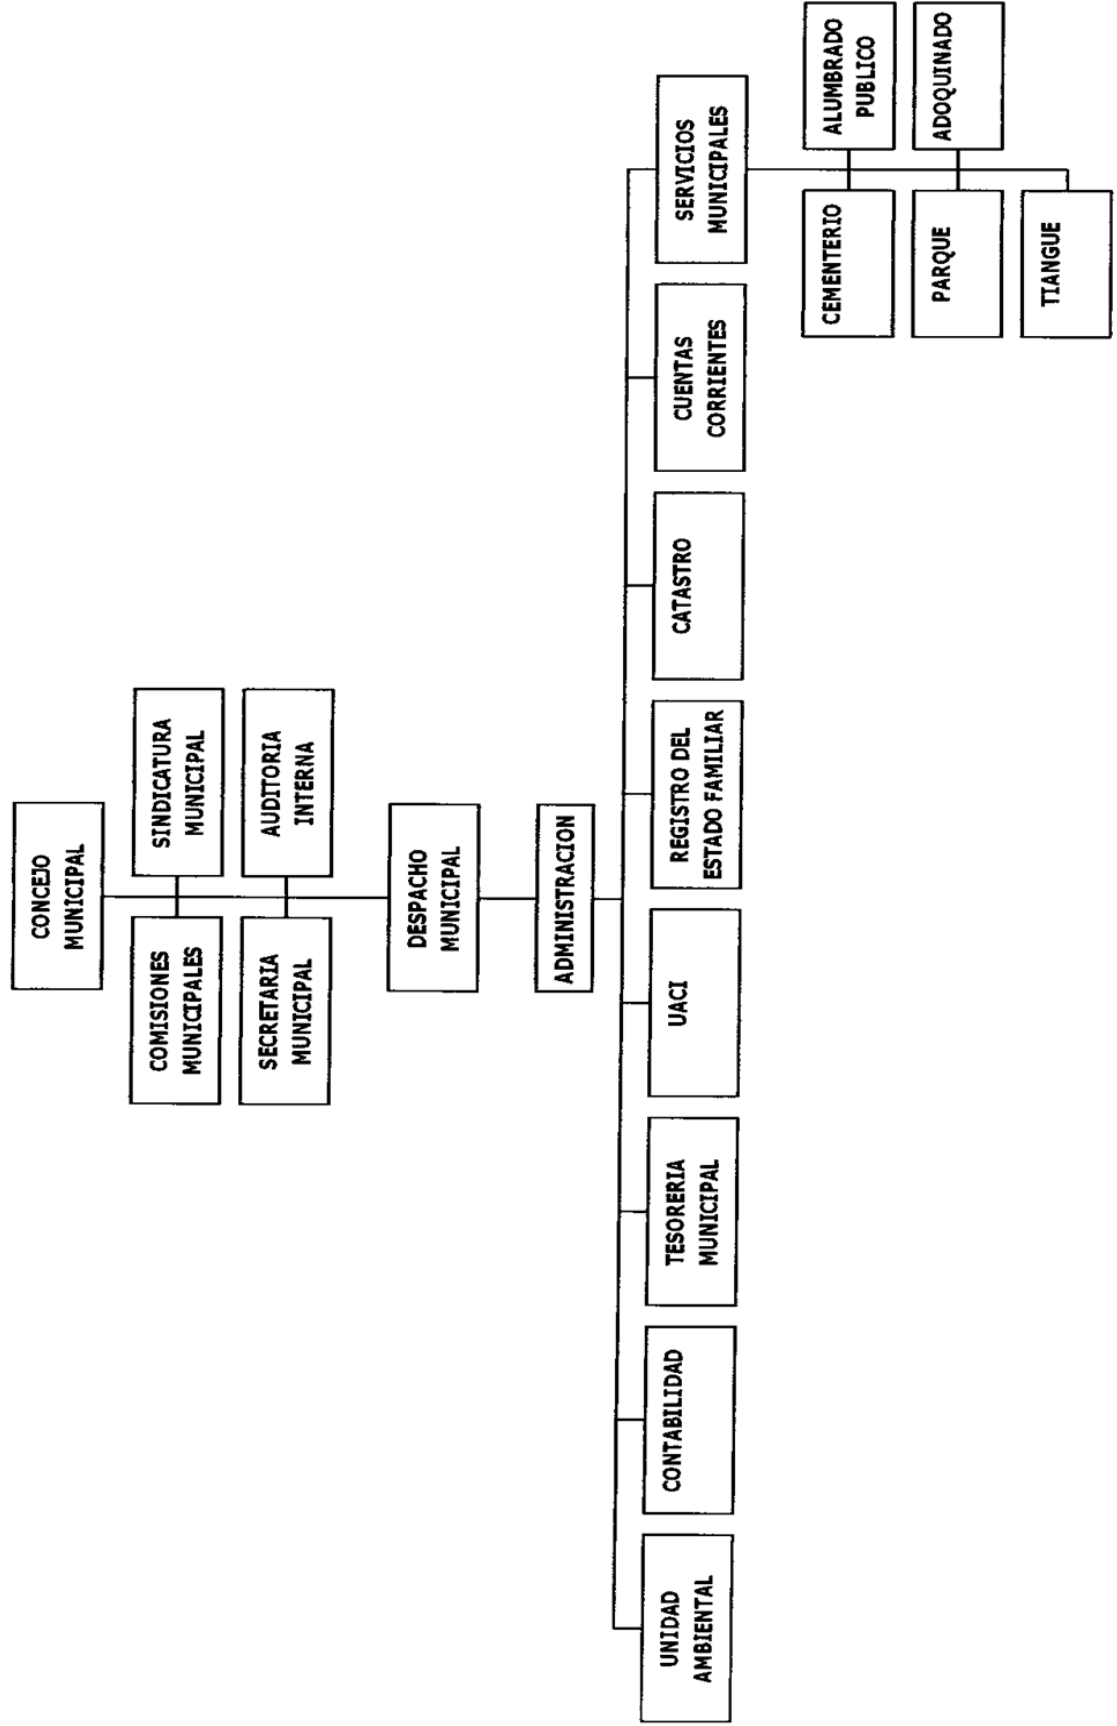 CONCEJO
MUNICIPAL
COMISIONES
MUNICIPALES
SINDICATURA
MUNICIPAL
SECRETARIA
MUNICIPAL
AUDITORIA
INTERNA
DESPACHO
MUNICIPAL
ADMINISTRACION
UNIDAD
AMBIENTAL
CONTABILIDAD
TESORERIA
MUNICIPAL
UACI
REGISTRO DEL
ESTADO FAMILIAR
CATASTRO
CUENTAS
CORRIENTES
SERVICIOS
MUNICIPALES
CEMENTERIO
ALUMBRADO
PUBLICO
PARQUE
ADOQUINADO
TIANGUE